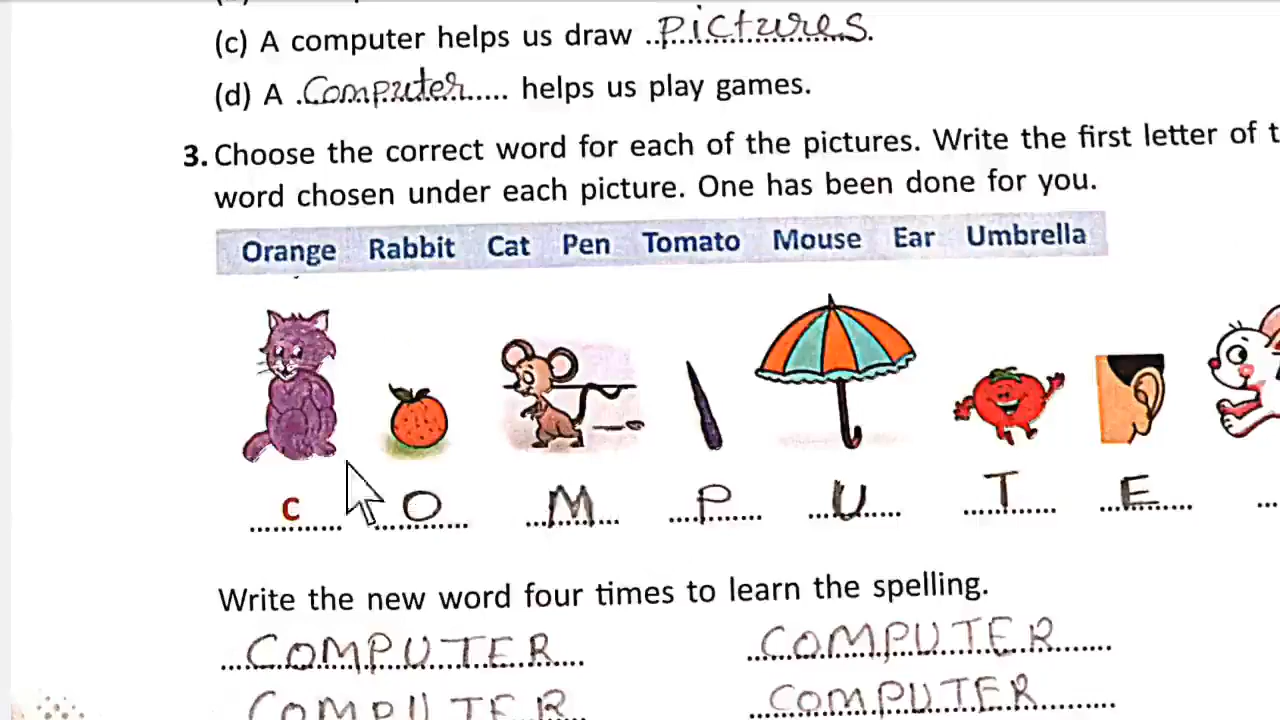 (c) A computer helps us draw pictures.
(d) A Computer helps us play games.
3. Choose the correct word for each of the pictures. Write the first letter of
word chosen under each picture. One has been done for you.
Orange Rabbit Cat Pen Tomato Mouse Ear Umbrella
C O M P U T E
Write the new word four times to learn the spelling.
COMPUTER COMPUTER
COMPUTER COMPUTER